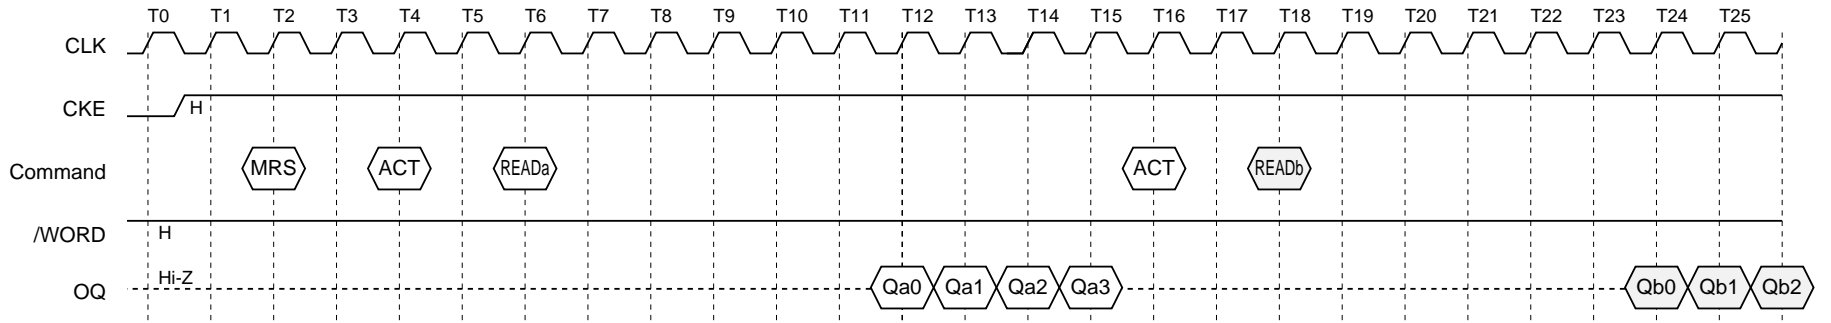 T0 T1 T2 T3 T4 T5 T6 T7 T8 T9 T10 T11 T12 T13 T14 T15 T16 T17 T18 T19 T20 T21 T22 T23 T24 T25
CLK
CKE H
Command MRS ACT READa ACT READb
/WORD H
OQ Hi-Z Qa0 Qa1 Qa2 Qa3 Qb0 Qb1 Qb2